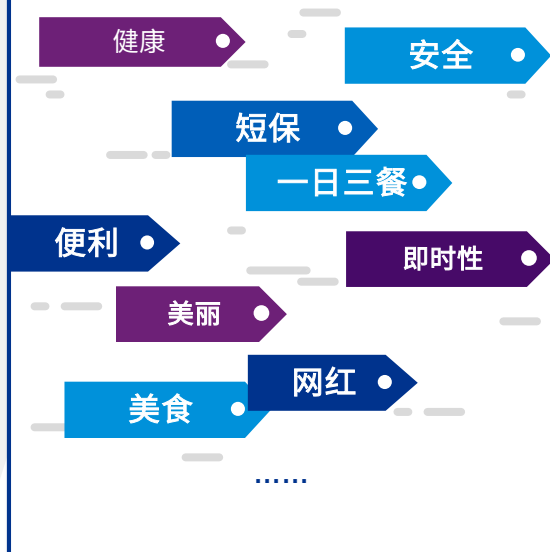 健康
安全
短保
一日三餐
便利
即时性
美丽
网红
美食
......